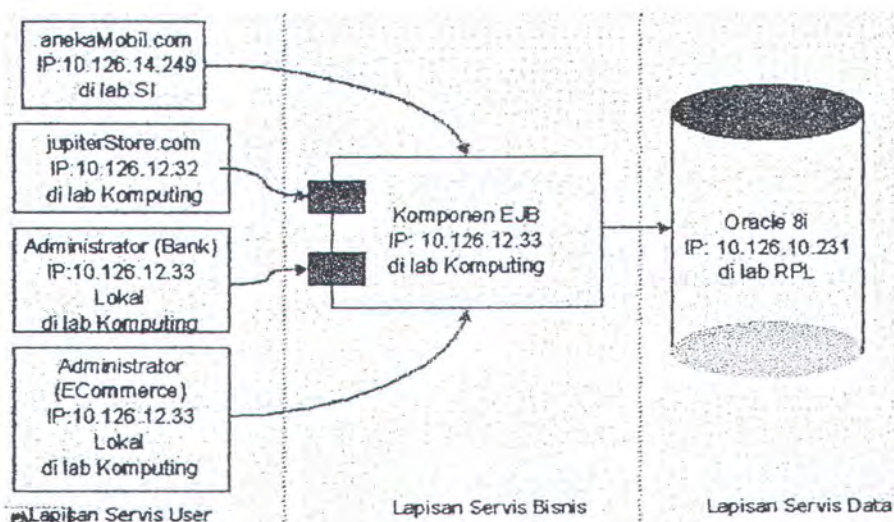 anekaMobil.com
IP:10.126.14.249
di lab SI
jupiterStore.com
IP:10.126.12.32
di lab Komputing
Administrator (Bank)
IP:10.126.12.33
Lokal
di lab Komputing
Administrator
(ECommerce)
IP:10.126.12.33
Lokal
di lab Komputing
Komponen EJB
IP: 10.126.12.33
di lab Komputing
Oracle 8i
IP: 10.126.10.231
di lab RPL
Lapisan Servis User
Lapisan Servis Bisnis
Lapisan Servis Data